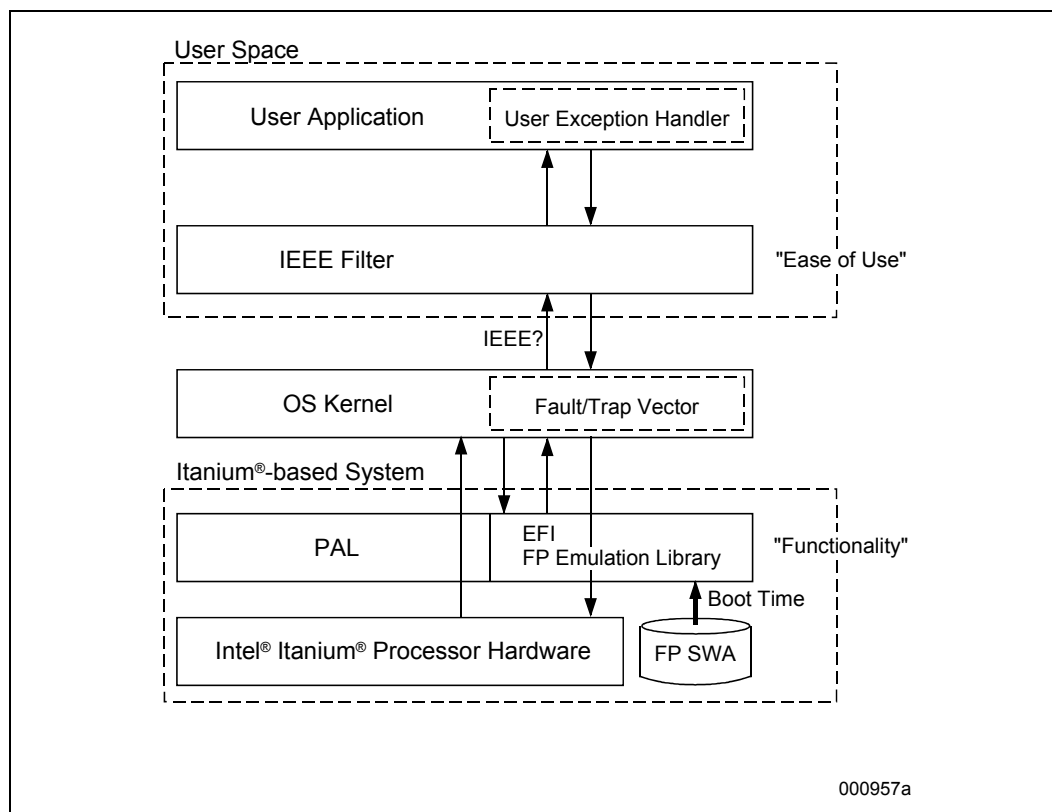 User Space
User Application
User Exception Handler
IEEE Filter
"Ease of Use"
IEEE?
OS Kernel
Fault/Trap Vector
Itanium®-based System
PAL
EFI
FP Emulation Library
"Functionality"
Boot Time
Intel® Itanium® Processor Hardware
FP SWA
000957a